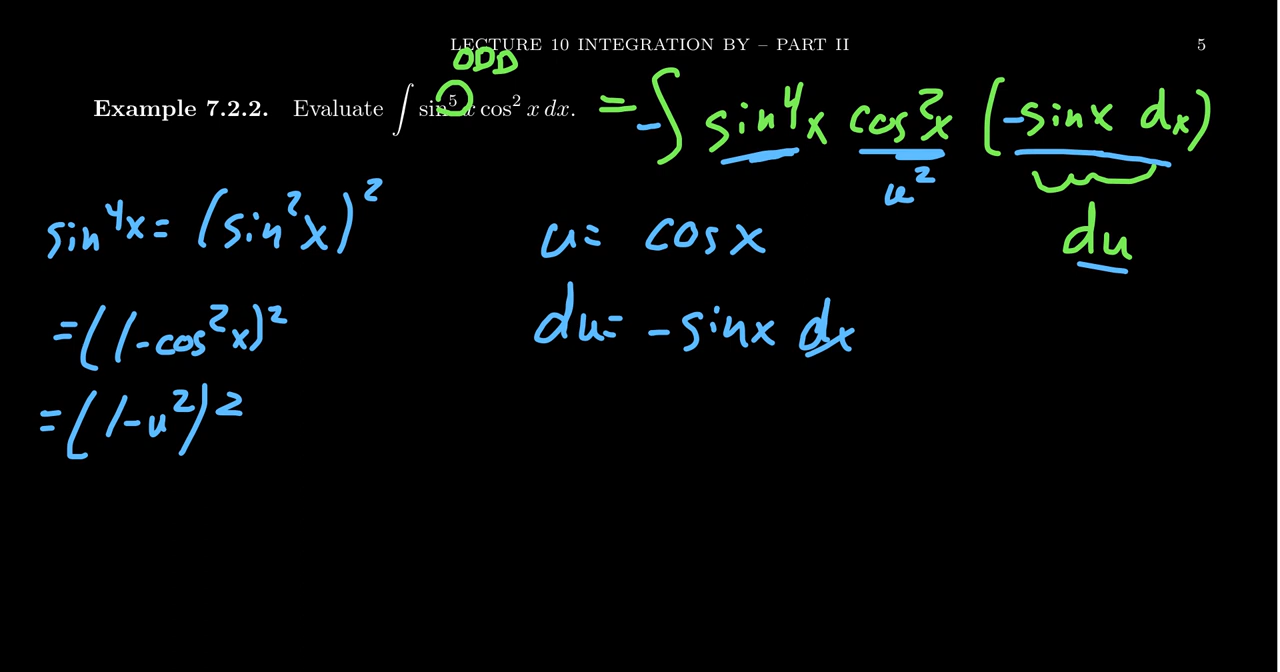 LECTURE 10 INTEGRATION BY – PART II 5
ODD
Example 7.2.2. Evaluate ∫ sin⁵ x cos² x dx. = -∫ sin⁴x cos²x (-sinx dx)
u²
du
sin⁴x = (sin²x)²
u = cosx
= (1-cos²x)²
du = -sinx dx
= (1-u²)²